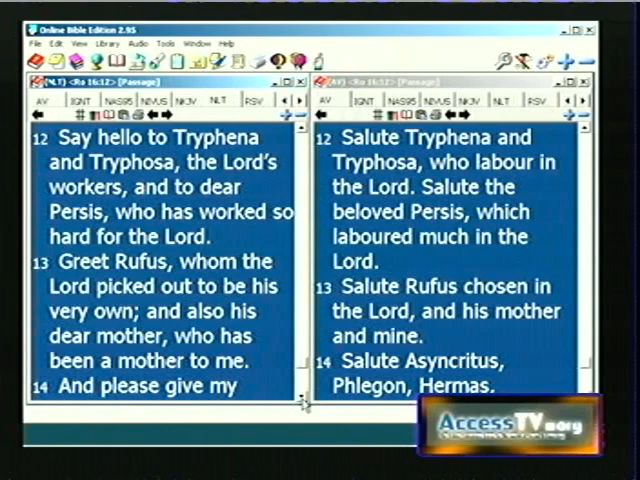 Online Bible Edition 2.95
File Edit View Library Audio Tools Window Help
(NLT) <Ro 16:12> [Passage]
AV IGNT NAS95 NIVUS NKJV NLT RSV
12 Say hello to Tryphena
and Tryphosa, the Lord's
workers, and to dear
Persis, who has worked so
hard for the Lord.
13 Greet Rufus, whom the
Lord picked out to be his
very own; and also his
dear mother, who has
been a mother to me.
14 And please give my
(AV) <Ro 16:12> [Passage]
AV IGNT NAS95 NIVUS NKJV NLT RSV
12 Salute Tryphena and
Tryphosa, who labour in
the Lord. Salute the
beloved Persis, which
laboured much in the
Lord.
13 Salute Rufus chosen in
the Lord, and his mother
and mine.
14 Salute Asyncritus,
Phlegon, Hermas,
AccessTV.org